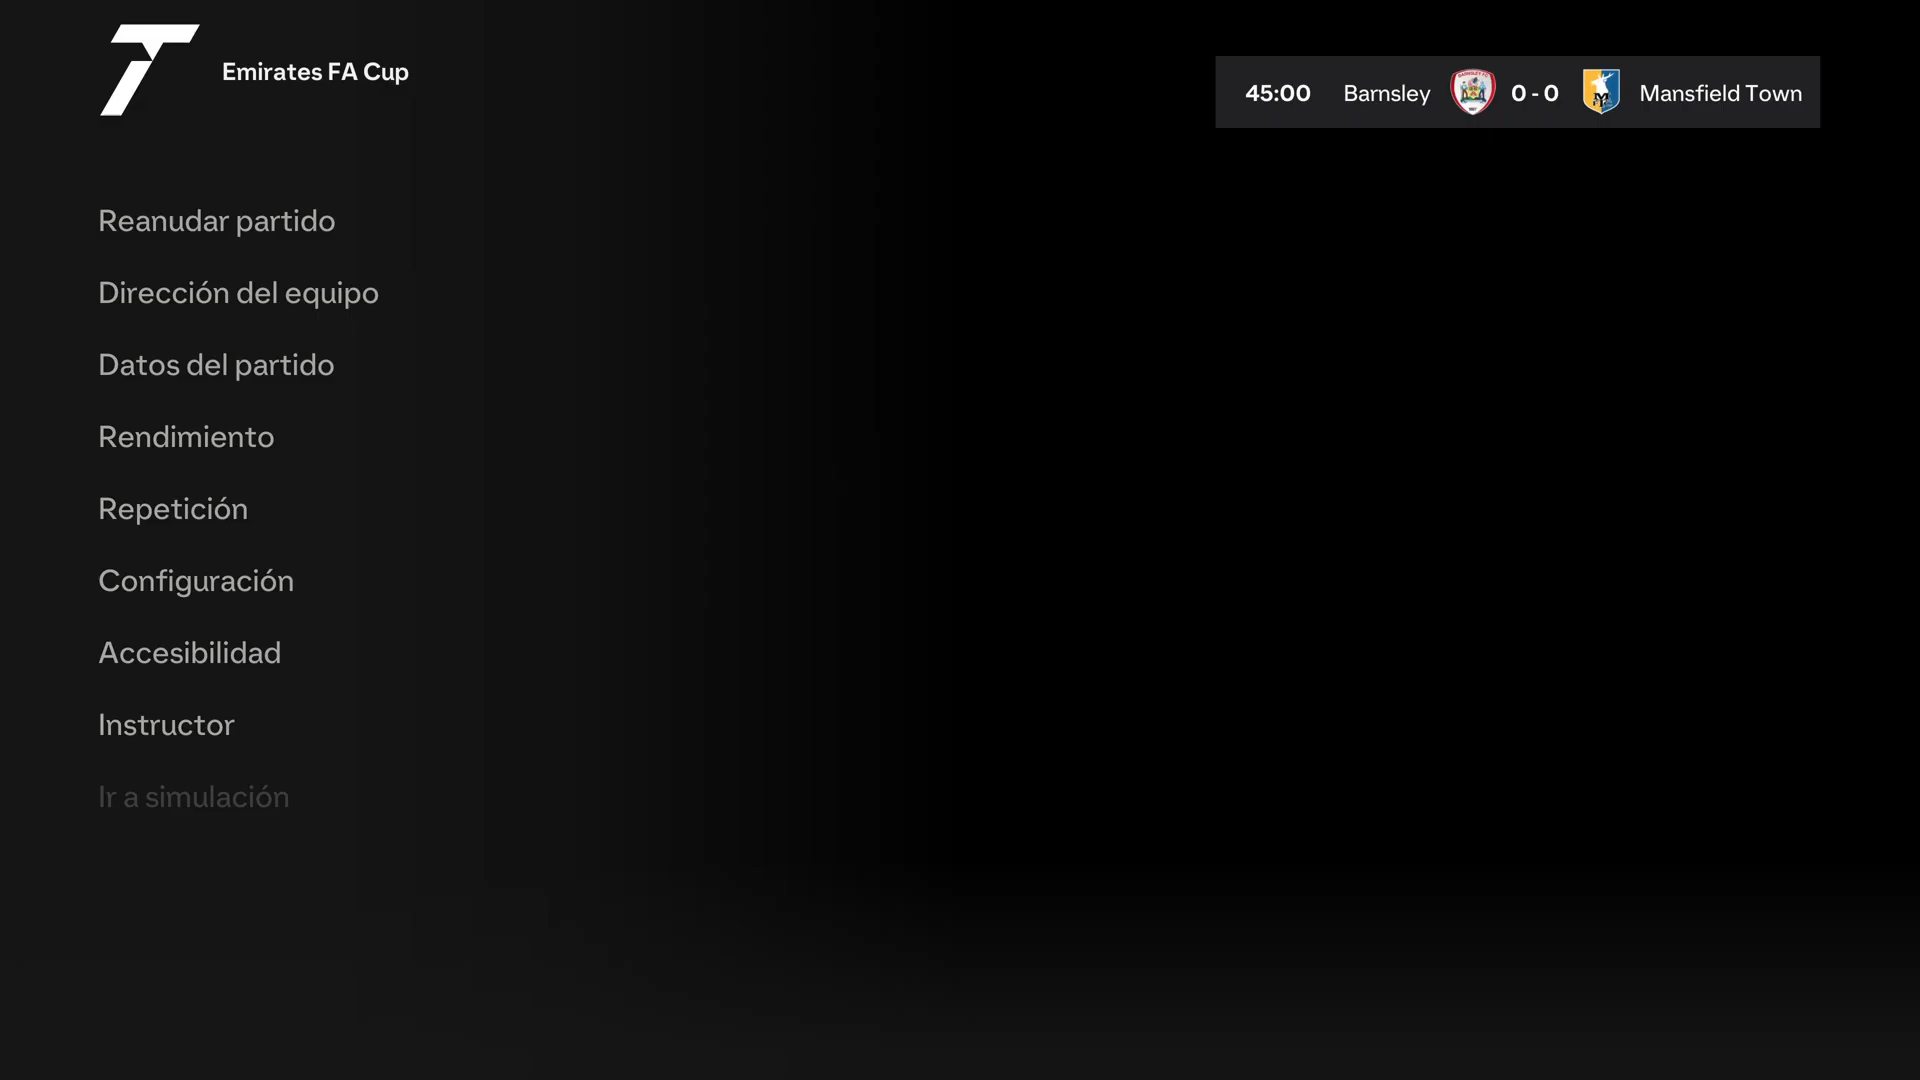 Emirates FA Cup
45:00 Barnsley 0 - 0 Mansfield Town
Reanudar partido
Dirección del equipo
Datos del partido
Rendimiento
Repetición
Configuración
Accesibilidad
Instructor
Ir a simulación